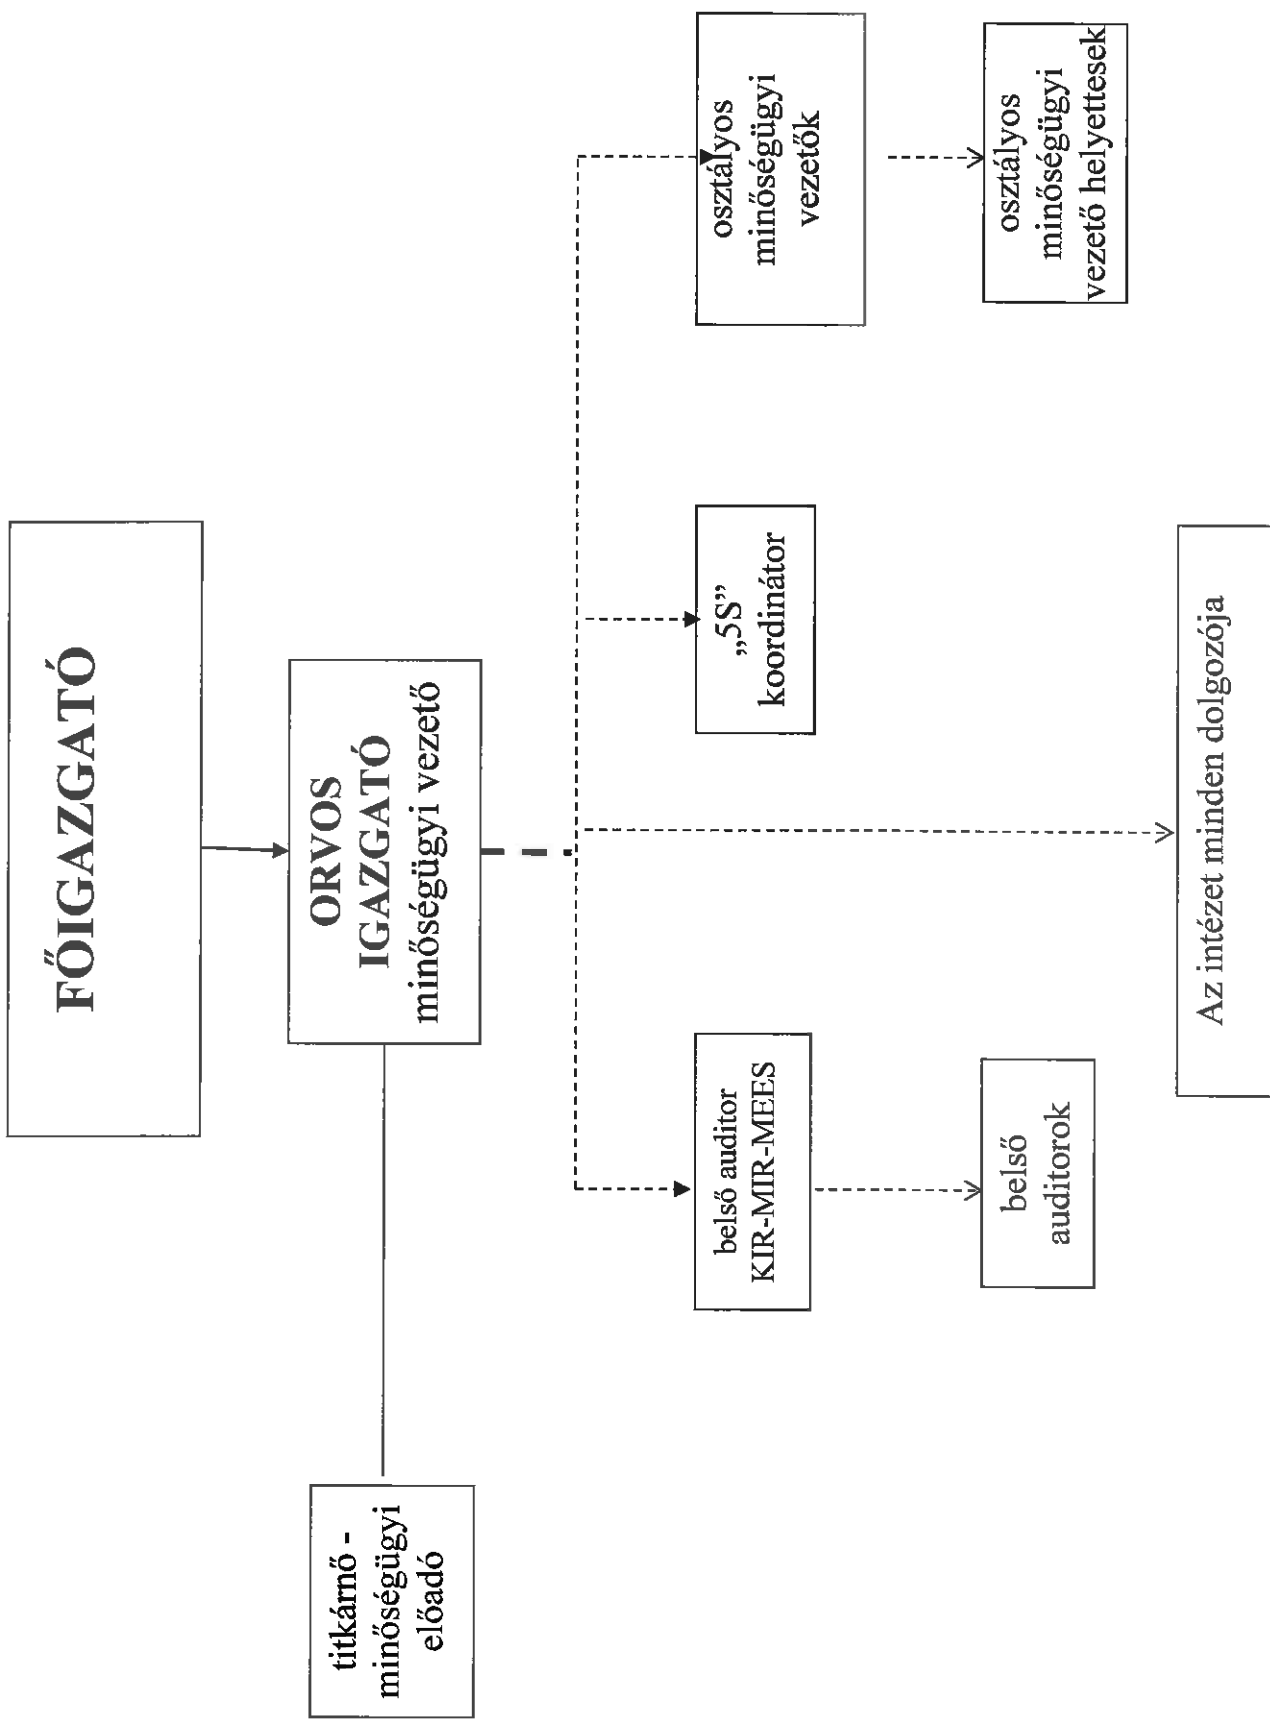 FŐIGAZGATÓ
ORVOS
IGAZGATÓ
minőségügyi vezető
titkárnő -
minőségügyi
előadó
belső auditor
KIR-MIR-MEES
„5S”
koordinátor
osztályos
minőségügyi
vezetők
belső
auditorok
osztályos
minőségügyi
vezető helyettesek
Az intézet minden dolgozója